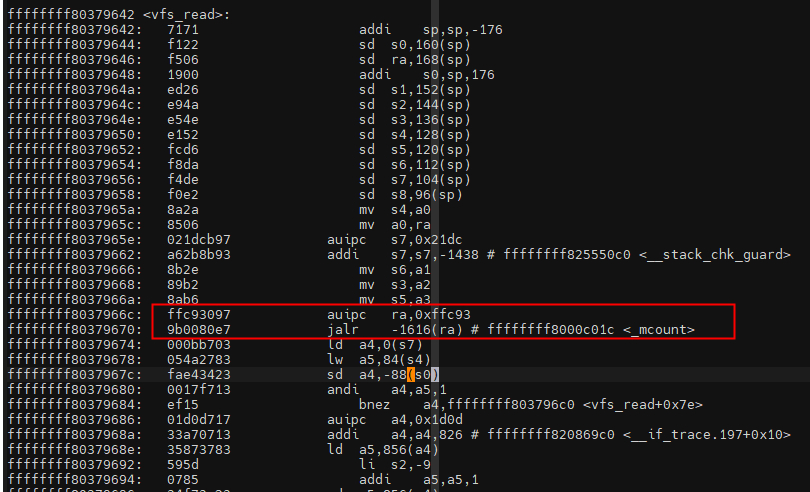 ffffffff80379642 <vfs_read>:
ffffffff80379642: 7171 addi sp,sp,-176
ffffffff80379644: f122 sd s0,160(sp)
ffffffff80379646: f506 sd ra,168(sp)
ffffffff80379648: 1900 addi s0,sp,176
ffffffff8037964a: ed26 sd s1,152(sp)
ffffffff8037964c: e94a sd s2,144(sp)
ffffffff8037964e: e54e sd s3,136(sp)
ffffffff80379650: e152 sd s4,128(sp)
ffffffff80379652: fcd6 sd s5,120(sp)
ffffffff80379654: f8da sd s6,112(sp)
ffffffff80379656: f4de sd s7,104(sp)
ffffffff80379658: f0e2 sd s8,96(sp)
ffffffff8037965a: 8a2a mv s4,a0
ffffffff8037965c: 8506 mv a0,ra
ffffffff8037965e: 021dcb97 auipc s7,0x21dc
ffffffff80379662: a62b8b93 addi s7,s7,-1438 # ffffffff825550c0 <__stack_chk_guard>
ffffffff80379666: 8b2e mv s6,a1
ffffffff80379668: 89b2 mv s3,a2
ffffffff8037966a: 8ab6 mv s5,a3
ffffffff8037966c: ffc93097 auipc ra,0xffc93
ffffffff80379670: 9b0080e7 jalr -1616(ra) # ffffffff8000c01c <_mcount>
ffffffff80379674: 000bb703 ld a4,0(s7)
ffffffff80379678: 054a2783 lw a5,84(s4)
ffffffff8037967c: fae43423 sd a4,-88(s0)
ffffffff80379680: 0017f713 andi a4,a5,1
ffffffff80379684: ef15 bnez a4,ffffffff803796c0 <vfs_read+0x7e>
ffffffff80379686: 01d0d717 auipc a4,0x1d0d
ffffffff8037968a: 33a70713 addi a4,a4,826 # ffffffff820869c0 <__if_trace.197+0x10>
ffffffff8037968e: 35873783 ld a5,856(a4)
ffffffff80379692: 595d li s2,-9
ffffffff80379694: 0785 addi a5,a5,1